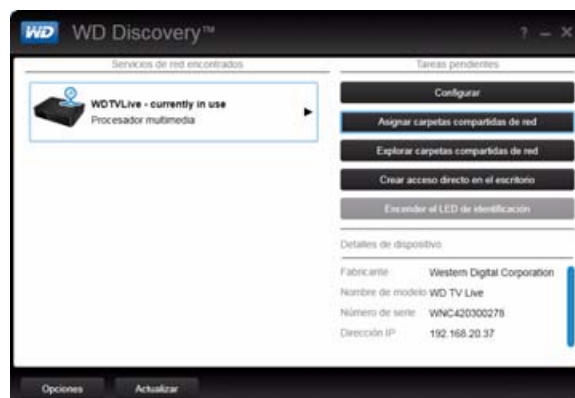 WD WD Discovery™ ? – ×
Servicios de red encontrados
WDTVLive - currently in use
Procesador multimedia
Tareas pendientes
Configurar
Asignar carpetas compartidas de red
Explorar carpetas compartidas de red
Crear acceso directo en el escritorio
Encender el LED de identificación
Detalles de dispositivo
Fabricante Western Digital Corporation
Nombre de modelo WD TV Live
Número de serie WNC420300278
Dirección IP 192.168.20.37
Opciones Actualizar